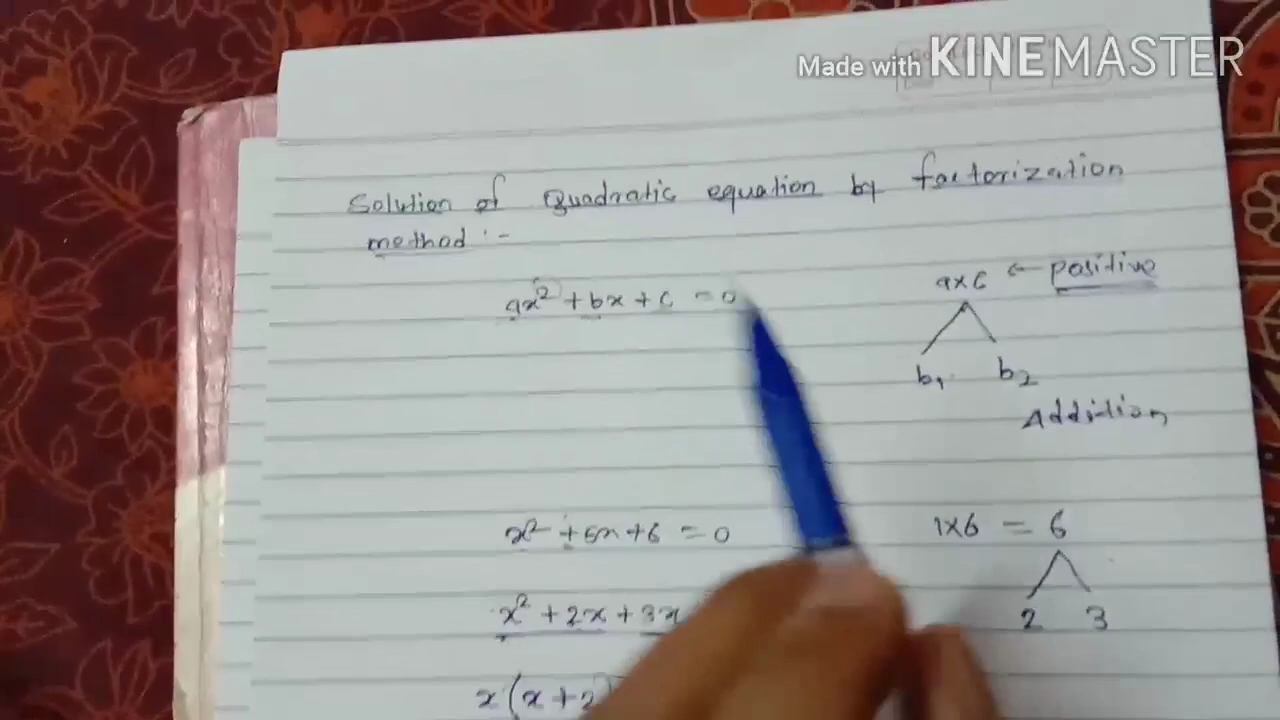 Made with KINEMASTER
Solution of Quadratic equation by factorization
method :-
ax² + bx + c = 0
a×c ← positive
b₁ b₂
Addition
x² + 5x + 6 = 0
1×6 = 6
2 3
x² + 2x + 3x
x(x+2)